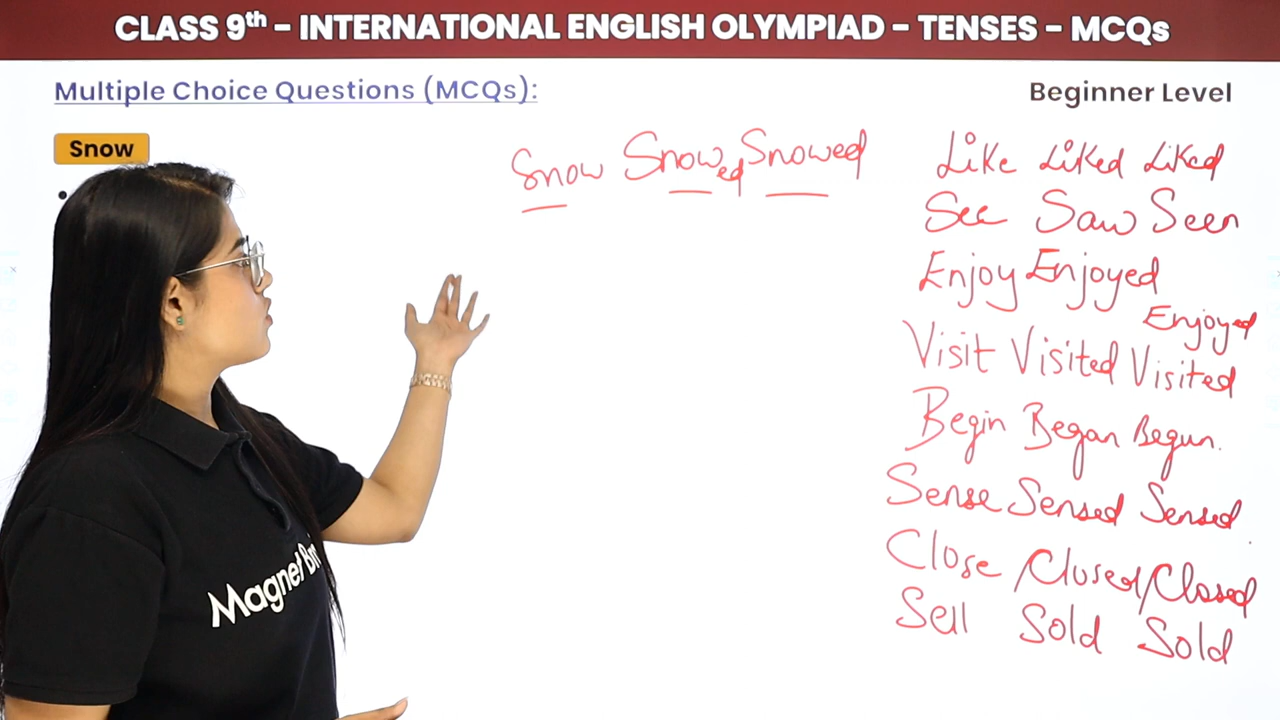 CLASS 9th – INTERNATIONAL ENGLISH OLYMPIAD – TENSES – MCQs
Multiple Choice Questions (MCQs):
Beginner Level
Snow
Snow Snowed Snowed
Like Liked Liked
See Saw Seen
Enjoy Enjoyed
Enjoyed
Visit Visited Visited
Begin Began Begun.
Sense Sensed Sensed
Close / Closed / Closed
Sell Sold Sold
Magnet